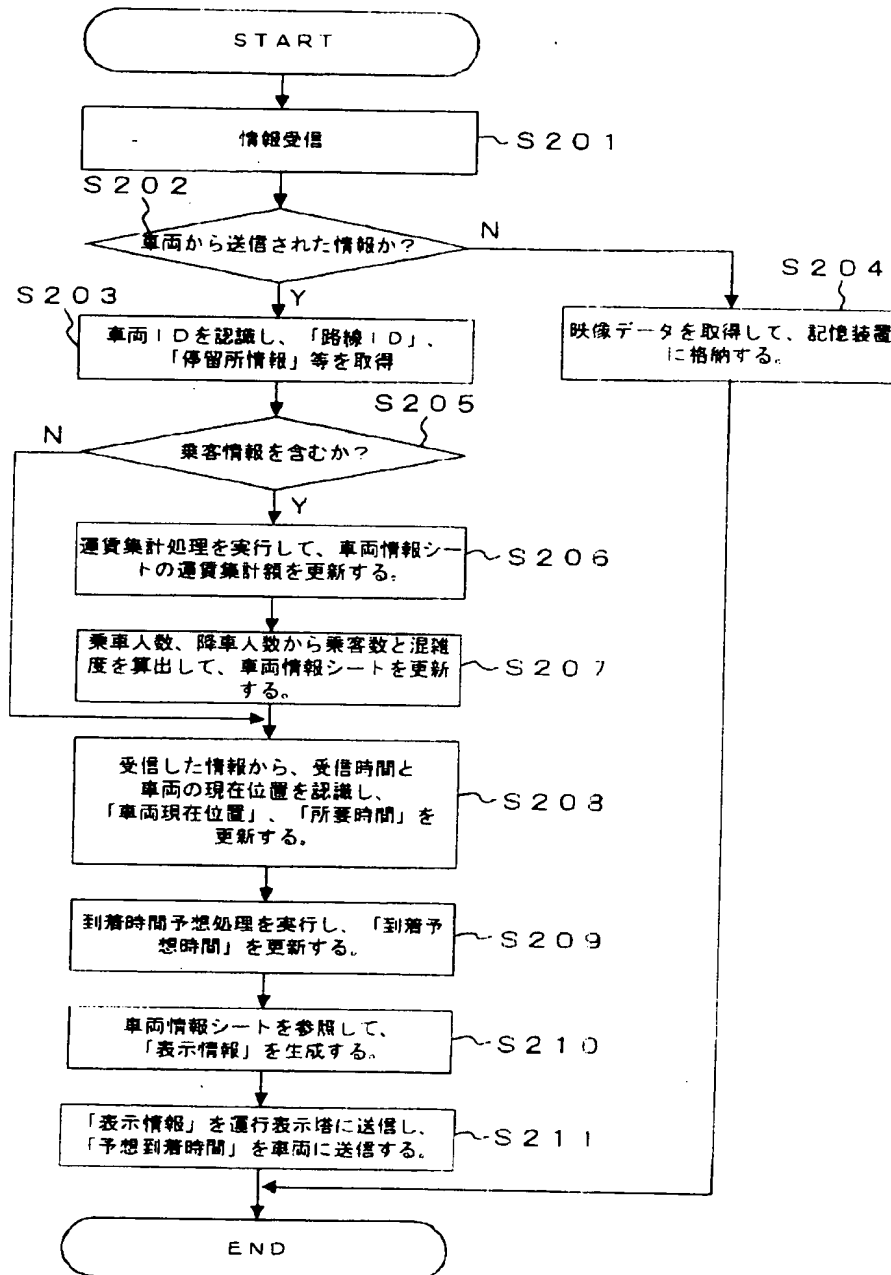 START
情報受信
S201
S202
車両から送信された情報か?
N
Y
S203
車両IDを認識し、「路線ID」、
「停留所情報」等を取得
S204
映像データを取得して、記憶装置
に格納する。
S205
N
乗客情報を含むか?
Y
運賃集計処理を実行して、車両情報シー
トの運賃集計額を更新する。
S206
乗車人数、降車人数から乗客数と混雑
度を算出して、車両情報シートを更新
する。
S207
受信した情報から、受信時間と
車両の現在位置を認識し、
「車両現在位置」、「所要時間」を
更新する。
S208
到着時間予想処理を実行し、「到着予
想時間」を更新する。
S209
車両情報シートを参照して、
「表示情報」を生成する。
S210
「表示情報」を運行表示塔に送信し、
「予想到着時間」を車両に送信する。
S211
END